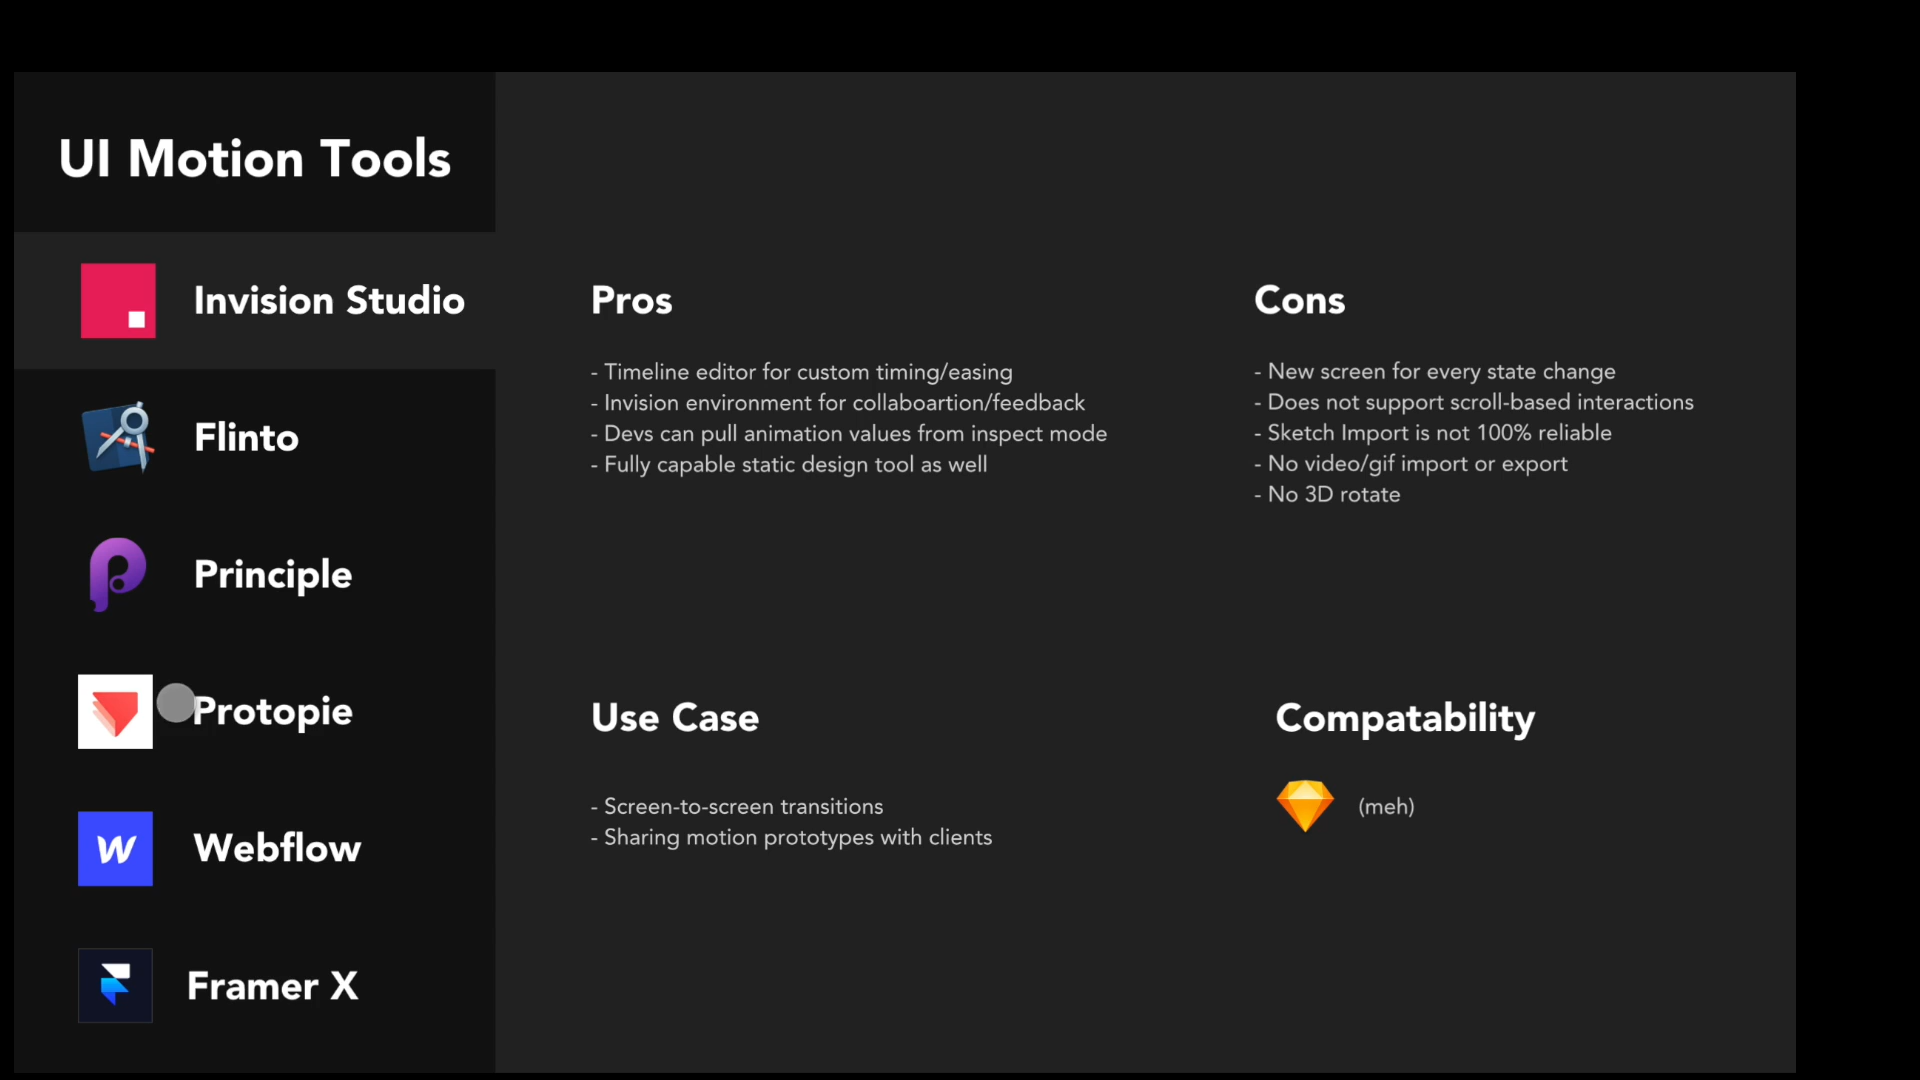 UI Motion Tools
Invision Studio
Flinto
Principle
Protopie
Webflow
Framer X
Pros
- Timeline editor for custom timing/easing
- Invision environment for collaboartion/feedback
- Devs can pull animation values from inspect mode
- Fully capable static design tool as well
Cons
- New screen for every state change
- Does not support scroll-based interactions
- Sketch Import is not 100% reliable
- No video/gif import or export
- No 3D rotate
Use Case
- Screen-to-screen transitions
- Sharing motion prototypes with clients
Compatability
(meh)